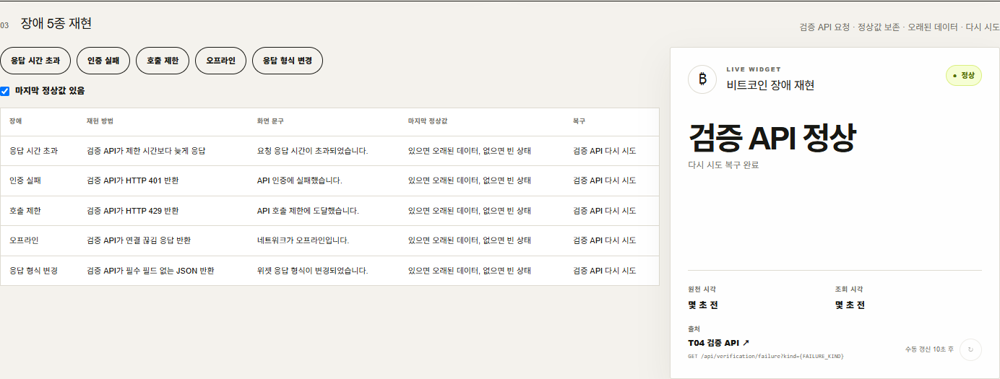 03 장애 5종 재현
검증 API 요청 · 정상값 보존 · 오래된 데이터 · 다시 시도
응답 시간 초과 인증 실패 호출 제한 오프라인 응답 형식 변경
마지막 정상값 있음
장애 재현 방법 화면 문구 마지막 정상값 복구
응답 시간 초과 검증 API가 제한 시간보다 늦게 응답 요청 응답 시간이 초과되었습니다. 있으면 오래된 데이터, 없으면 빈 상태 검증 API 다시 시도
인증 실패 검증 API가 HTTP 401 반환 API 인증에 실패했습니다. 있으면 오래된 데이터, 없으면 빈 상태 검증 API 다시 시도
호출 제한 검증 API가 HTTP 429 반환 API 호출 제한에 도달했습니다. 있으면 오래된 데이터, 없으면 빈 상태 검증 API 다시 시도
오프라인 검증 API가 연결 끊김 응답 반환 네트워크가 오프라인입니다. 있으면 오래된 데이터, 없으면 빈 상태 검증 API 다시 시도
응답 형식 변경 검증 API가 필수 필드 없는 JSON 반환 위젯 응답 형식이 변경되었습니다. 있으면 오래된 데이터, 없으면 빈 상태 검증 API 다시 시도
₿
LIVE WIDGET
비트코인 장애 재현
정상
검증 API 정상
다시 시도 복구 완료
원천 시각 조회 시각
몇 초 전 몇 초 전
출처
T04 검증 API ↗
GET /api/verification/failure?kind={FAILURE_KIND}
수동 갱신 10초 후 ↻